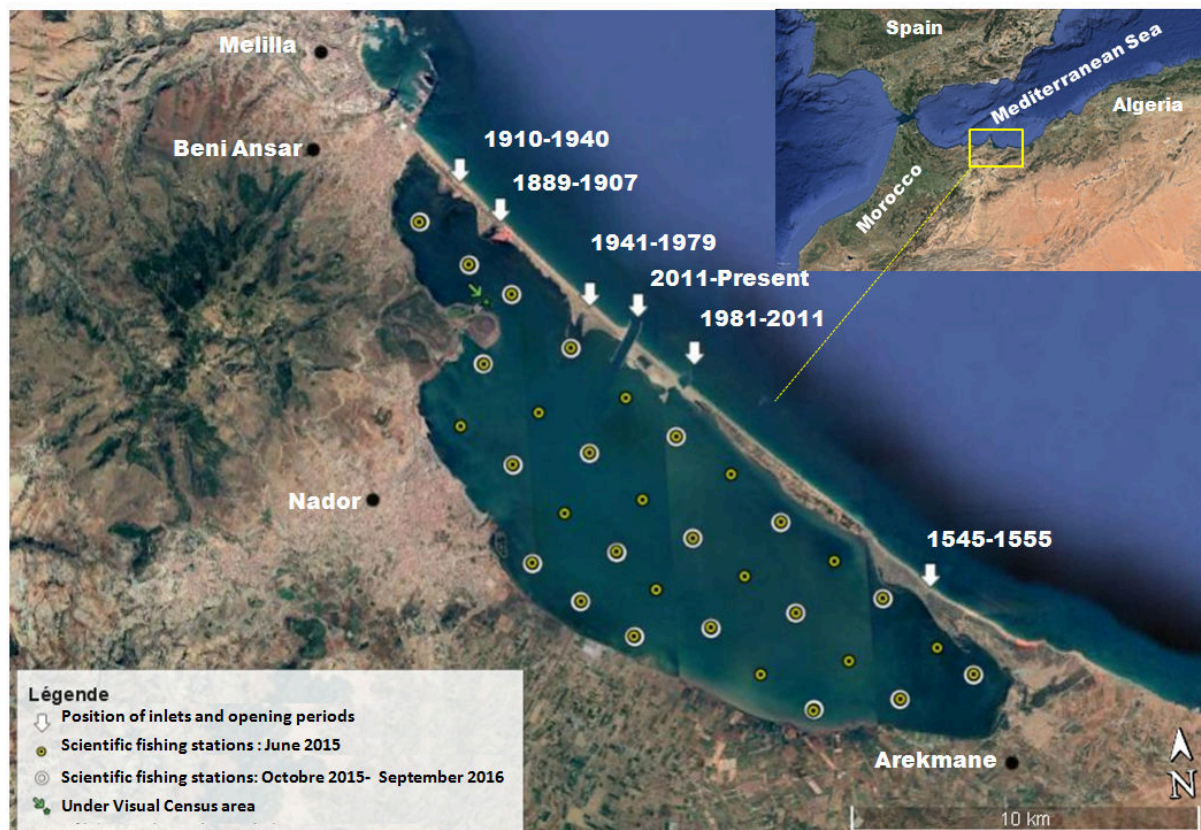 Melilla
Beni Ansar
1910-1940
1889-1907
1941-1979
2011-Present
1981-2011
Nador
1545-1555
Arekmane
Spain
Mediterranean Sea
Algeria
Morocco
Légende
Position of inlets and opening periods
Scientific fishing stations : June 2015
Scientific fishing stations: Octobre 2015- September 2016
Under Visual Census area
N
10 km